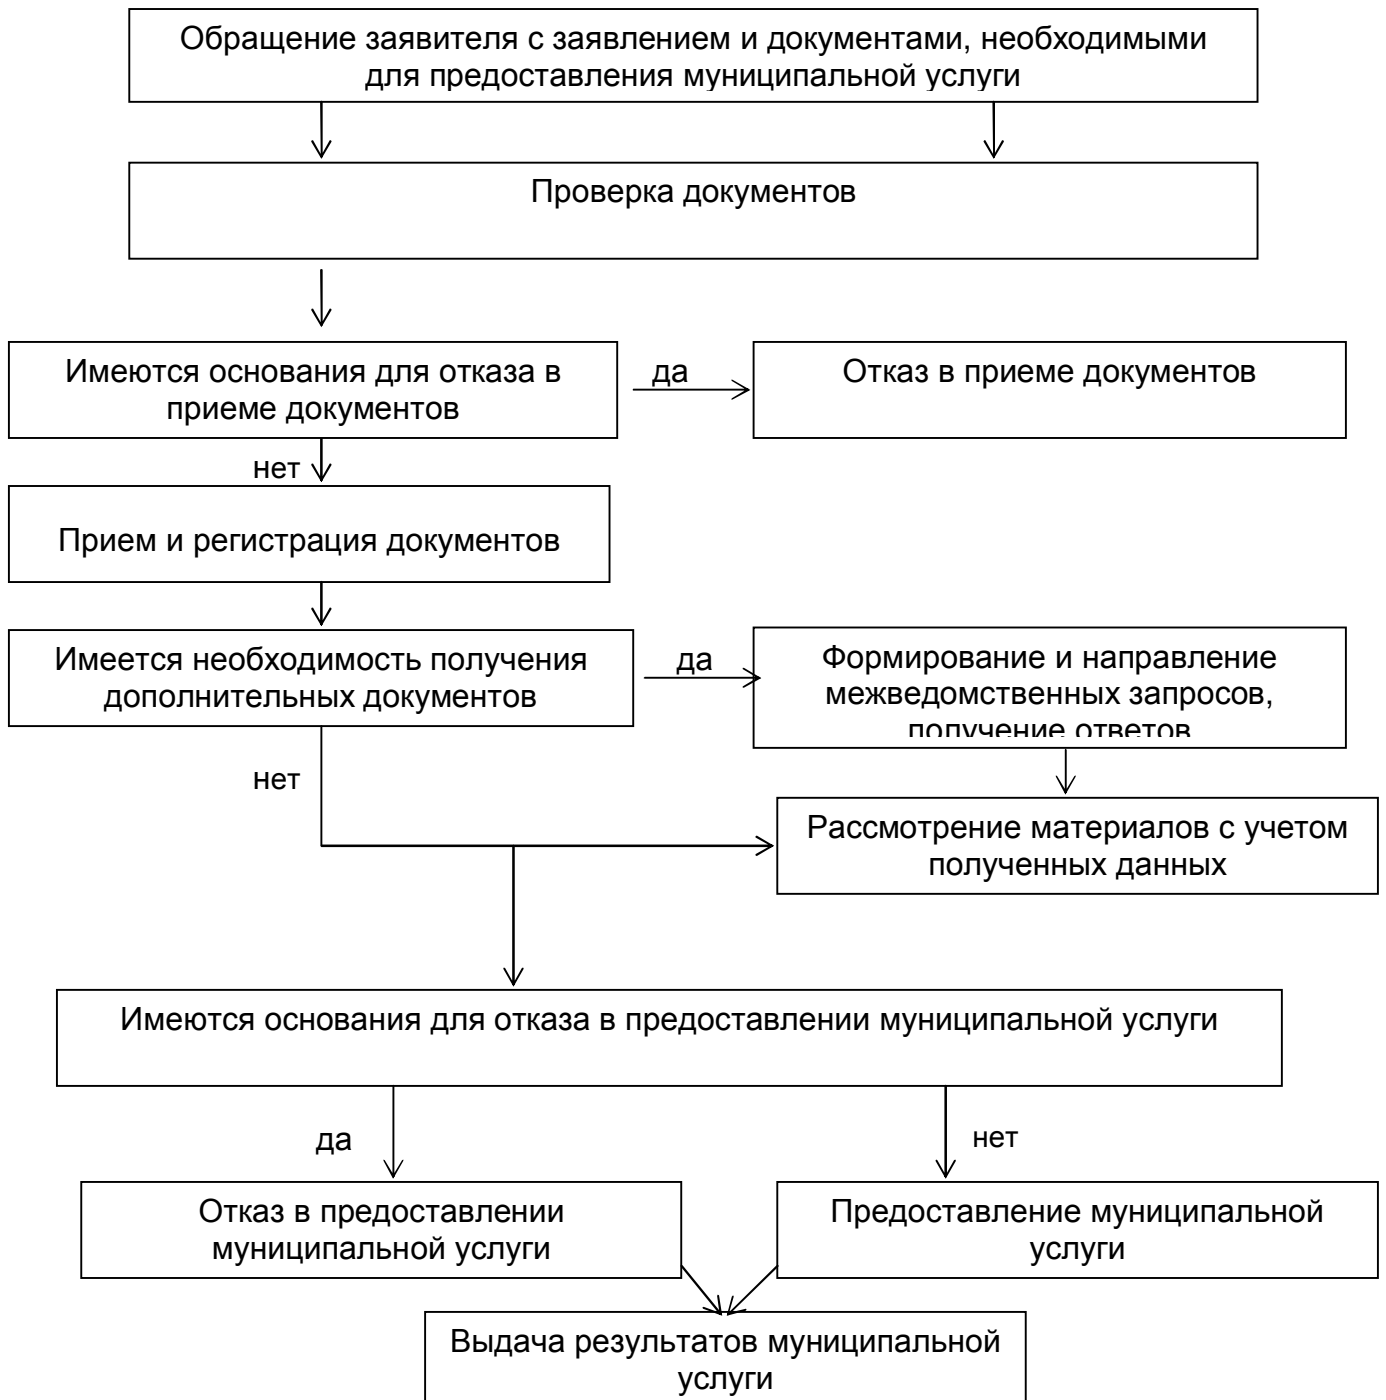 Обращение заявителя с заявлением и документами, необходимыми
для предоставления муниципальной услуги
Проверка документов
Имеются основания для отказа в
приеме документов
да
Отказ в приеме документов
нет
Прием и регистрация документов
Имеется необходимость получения
дополнительных документов
да
Формирование и направление
межведомственных запросов,
получение ответов
нет
Рассмотрение материалов с учетом
полученных данных
Имеются основания для отказа в предоставлении муниципальной услуги
да
нет
Отказ в предоставлении
муниципальной услуги
Предоставление муниципальной
услуги
Выдача результатов муниципальной
услуги